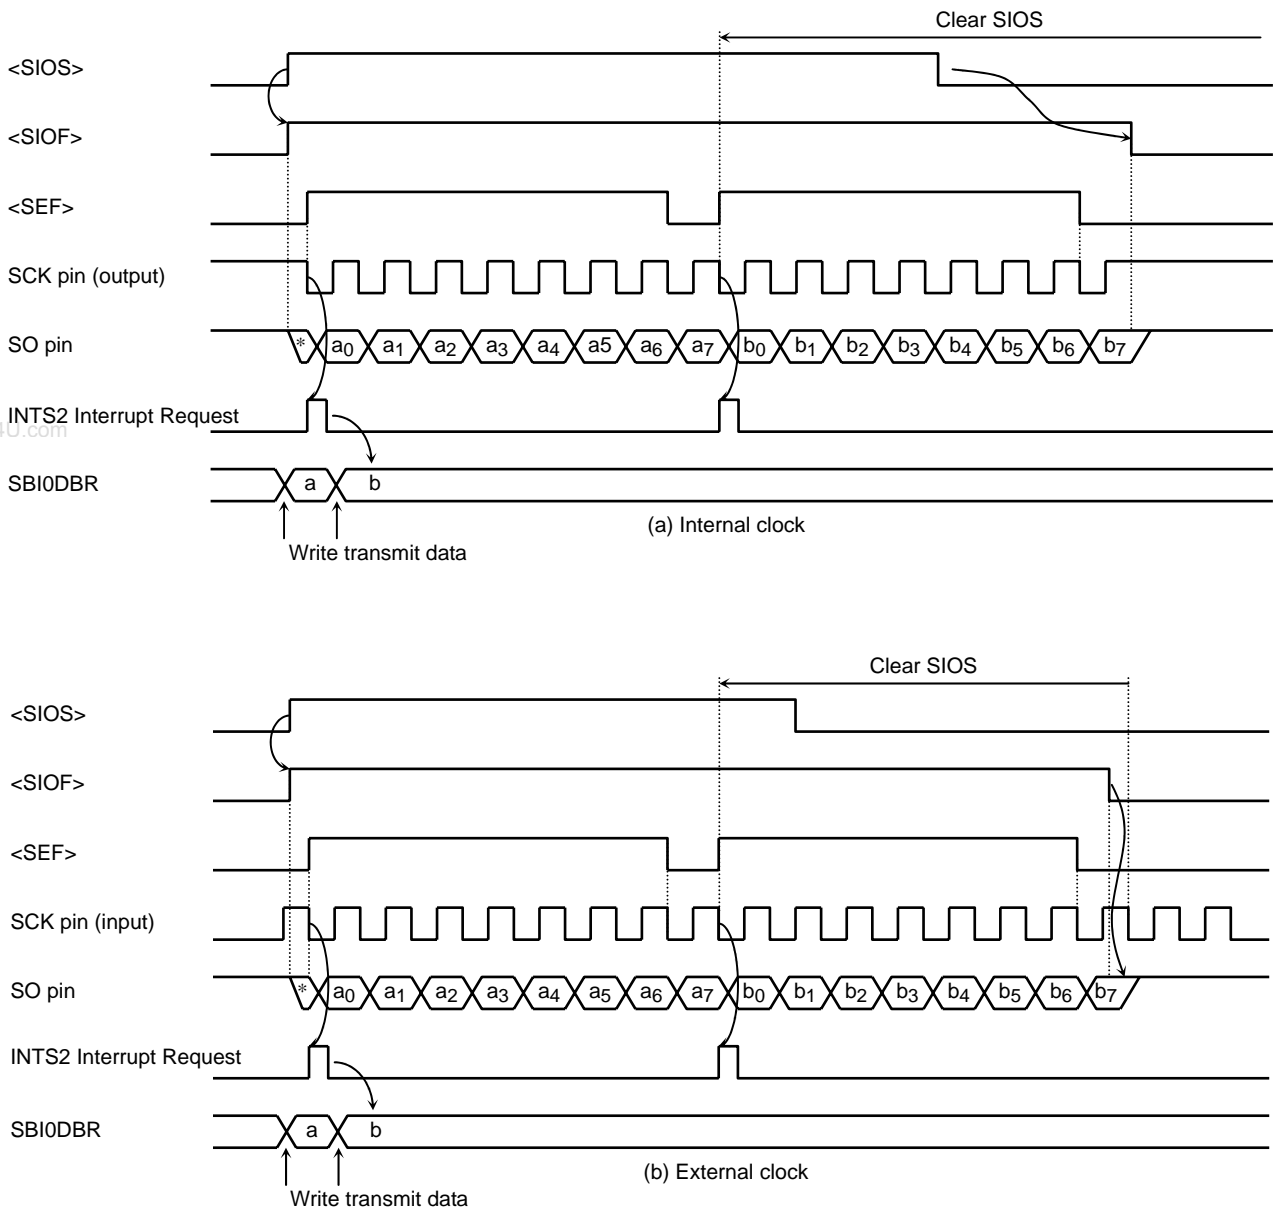 Clear SIOS
<SIOS>
<SIOF>
<SEF>
SCK pin (output)
SO pin * a0 a1 a2 a3 a4 a5 a6 a7 b0 b1 b2 b3 b4 b5 b6 b7
INTS2 Interrupt Request
4U.com
SBI0DBR a b
(a) Internal clock
Write transmit data
Clear SIOS
<SIOS>
<SIOF>
<SEF>
SCK pin (input)
SO pin * a0 a1 a2 a3 a4 a5 a6 a7 b0 b1 b2 b3 b4 b5 b6 b7
INTS2 Interrupt Request
SBI0DBR a b
(b) External clock
Write transmit data